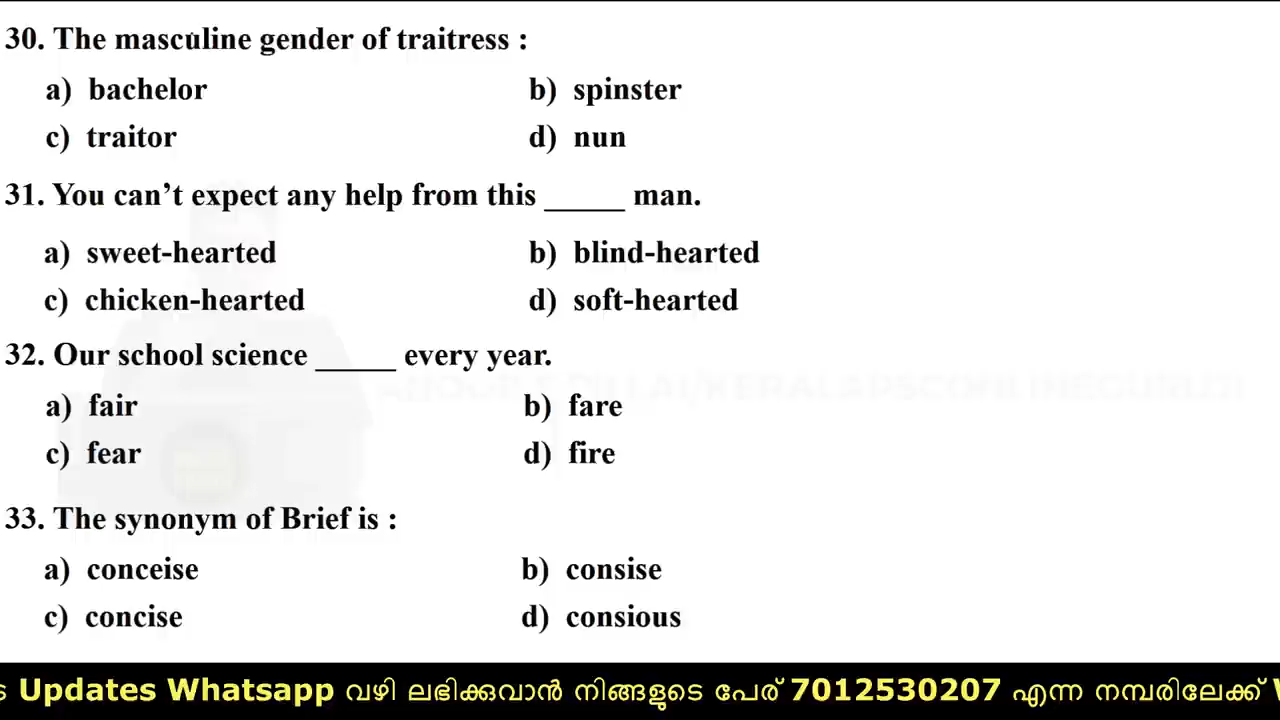 30. The masculine gender of traitress :
a) bachelor b) spinster
c) traitor d) nun
31. You can't expect any help from this _____ man.
a) sweet-hearted b) blind-hearted
c) chicken-hearted d) soft-hearted
32. Our school science _____ every year.
a) fair b) fare
c) fear d) fire
33. The synonym of Brief is :
a) conceise b) consise
c) concise d) consious
Updates Whatsapp വഴി ലഭിക്കുവാൻ നിങ്ങളുടെ പേര് 7012530207 എന്ന നമ്പരിലേക്ക്